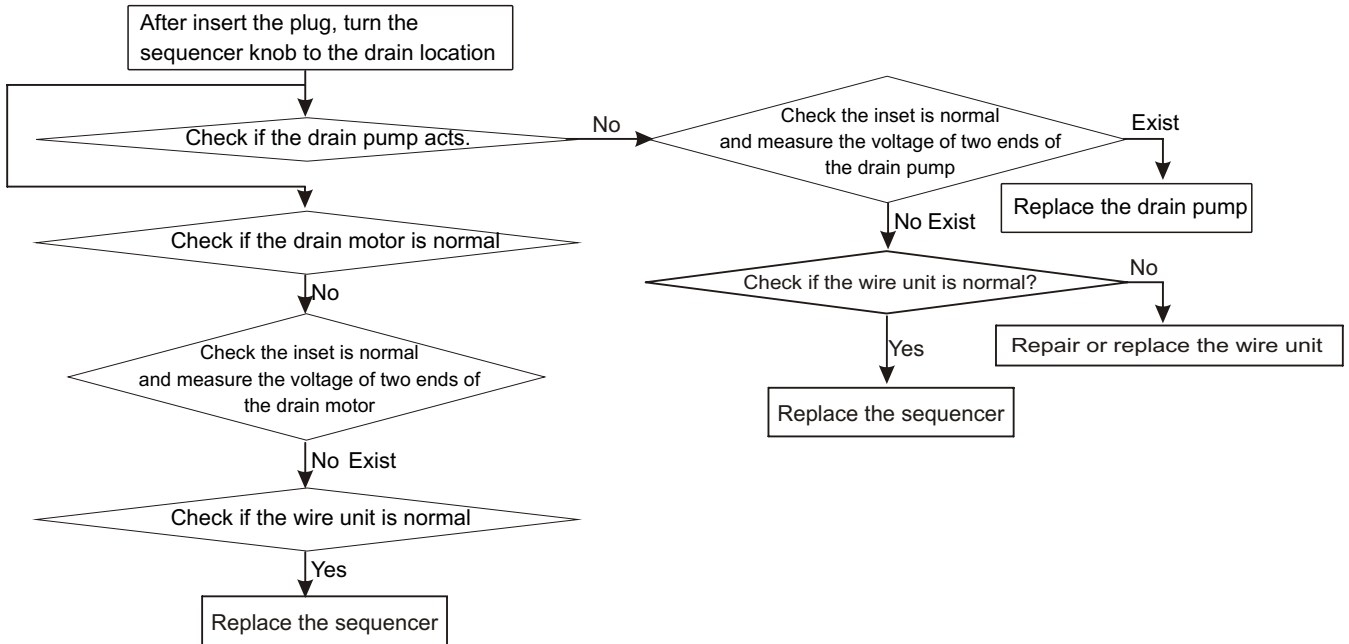 After insert the plug, turn the
sequencer knob to the drain location
Check if the drain pump acts.
No
Check the inset is normal
and measure the voltage of two ends of
the drain pump
Exist
Replace the drain pump
No Exist
Check if the wire unit is normal?
No
Repair or replace the wire unit
Yes
Replace the sequencer
Check if the drain motor is normal
No
Check the inset is normal
and measure the voltage of two ends of
the drain motor
No Exist
Check if the wire unit is normal
Yes
Replace the sequencer